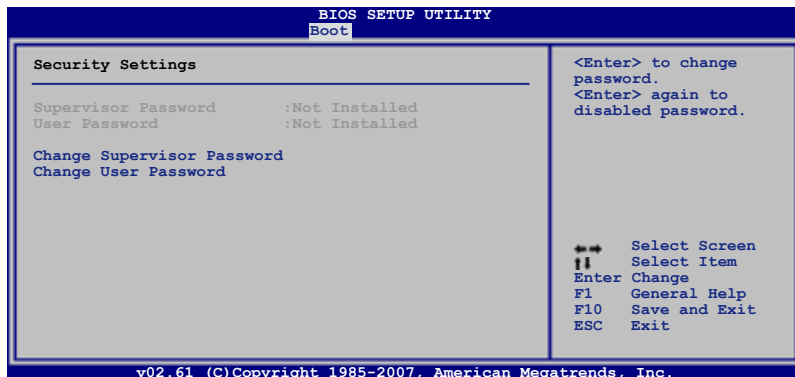 BIOS SETUP UTILITY
Boot
Security Settings
Supervisor Password :Not Installed
User Password :Not Installed
Change Supervisor Password
Change User Password
<Enter> to change
password.
<Enter> again to
disabled password.
←→ Select Screen
↑↓ Select Item
Enter Change
F1 General Help
F10 Save and Exit
ESC Exit
v02.61 (C)Copyright 1985-2007, American Megatrends, Inc.